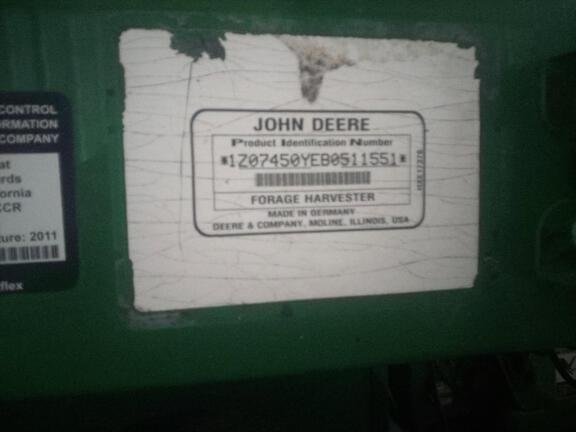 CONTROL
ORMATION
COMPANY
at
rds
ornia
CCR
ture: 2011
flex
JOHN DEERE
Product Identification Number
*1Z07450YEB0511551*
FORAGE HARVESTER
MADE IN GERMANY
DEERE & COMPANY, MOLINE, ILLINOIS, USA